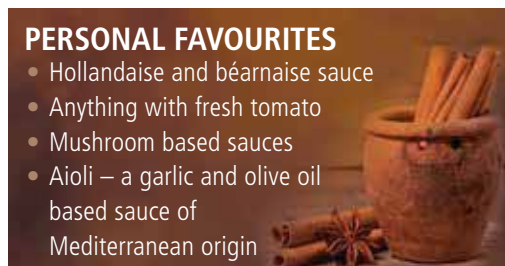 PERSONAL FAVOURITES
• Hollandaise and béarnaise sauce
• Anything with fresh tomato
• Mushroom based sauces
• Aioli – a garlic and olive oil
based sauce of
Mediterranean origin